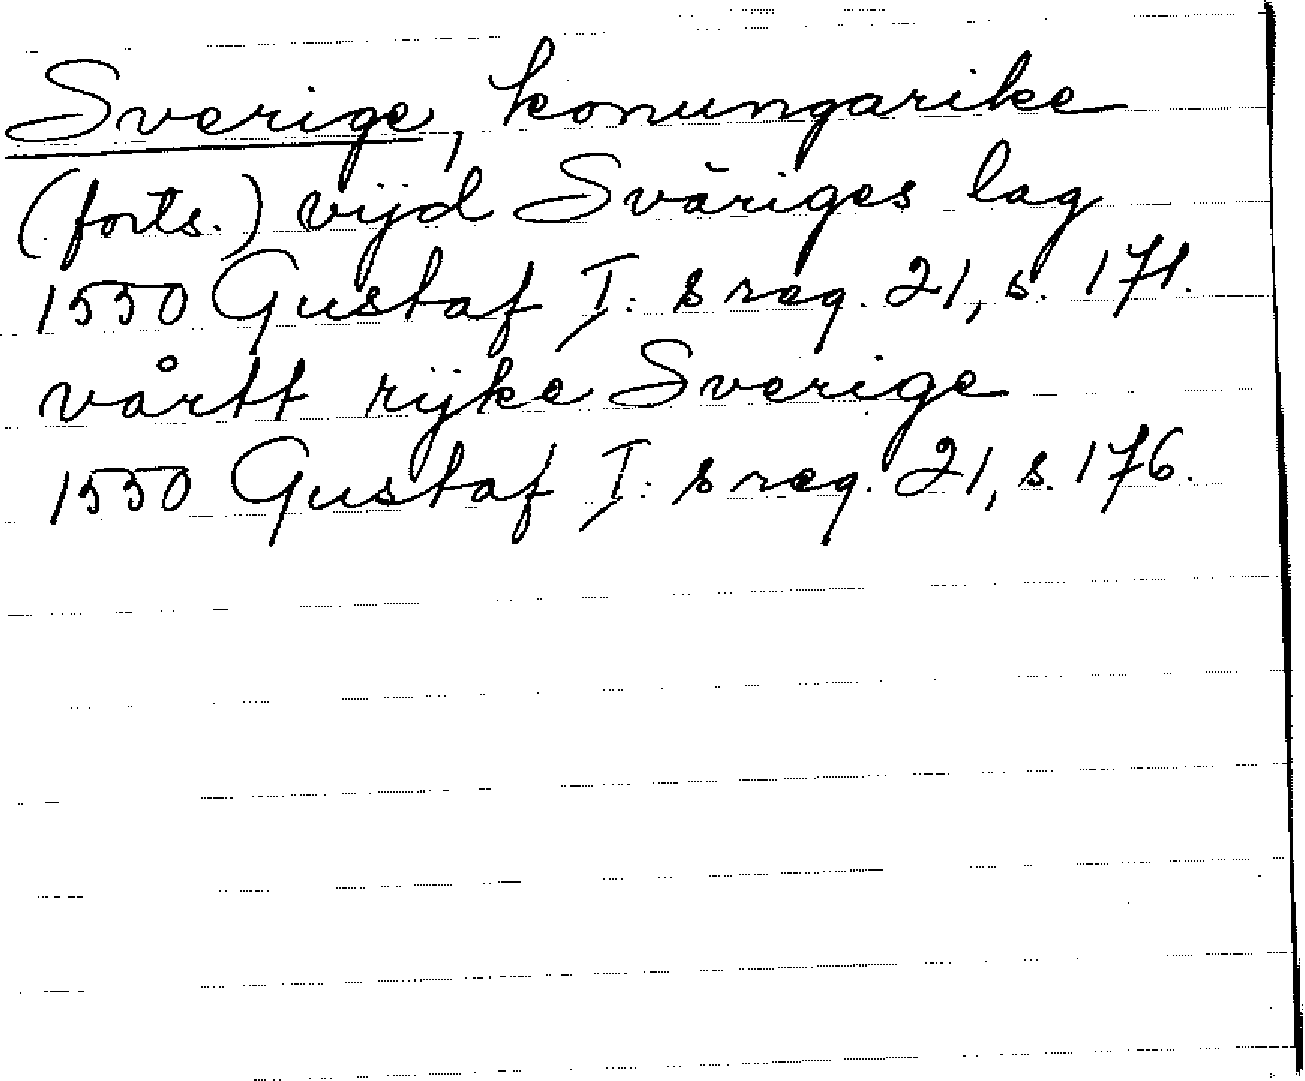 Sverige, konungarike
(forts.) vijd Sväriges lag
1550 Gustaf I:s reg. 21, s. 171.
vårtt rijke Sverige
1550 Gustaf I:s reg. 21, s. 176.